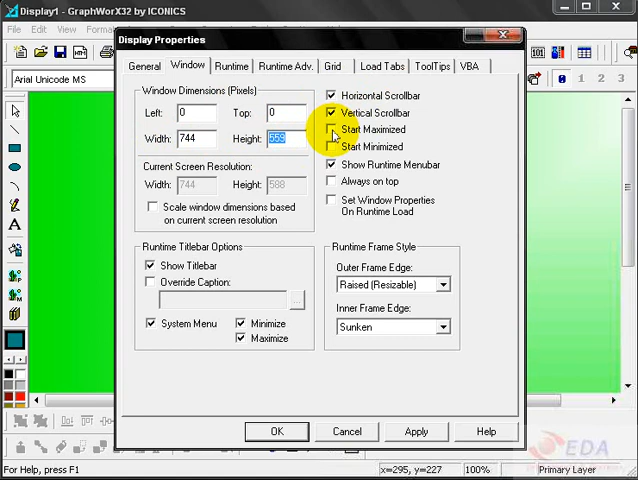 Display1 - GraphWorX32 by ICONICS
File
Edit
Display Properties
Arial Unicode MS
0
1
2
General
Window
Runtime
Runtime Adv.
Grid
Load Tabs
ToolTips
VBA
Window Dimensions (Pixels)
Left: 0 Top: 0
Width: 744 Height: 559
Current Screen Resolution:
Width: 744 Height: 588
Scale window dimensions based
on current screen resolution
Horizontal Scrollbar
Vertical Scrollbar
Start Maximized
Start Minimized
Show Runtime Menubar
Always on top
Set Window Properties
On Runtime Load
Runtime Titlebar Options
Show Titlebar
Override Caption:
...
System Menu
Minimize
Maximize
Runtime Frame Style
Outer Frame Edge:
Raised (Resizable)
Inner Frame Edge:
Sunken
OK
Cancel
Apply
Help
EDA
For Help, press F1
x=295, y=227
100%
Primary Layer